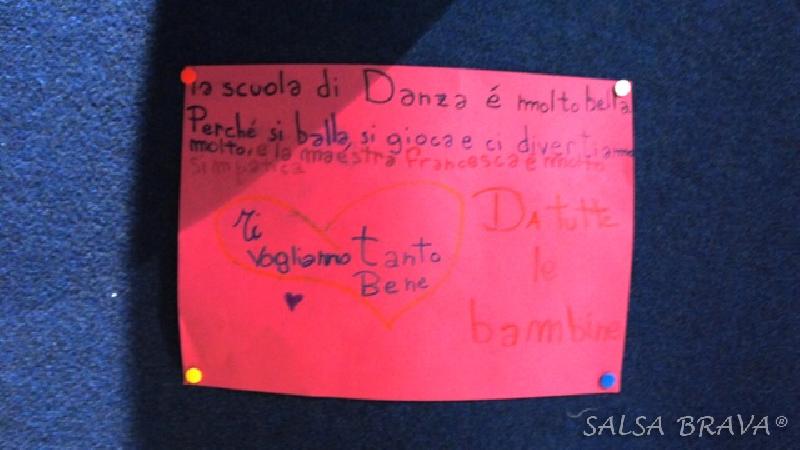 la scuola di Danza é molto bella.
Perché si balla, si gioca e ci divertiamo
molto, e la maestra francesca é molto
simpatica
Ti
vogliamo tanto
Bene
DA tutte
le
bambine
SALSA BRAVA®